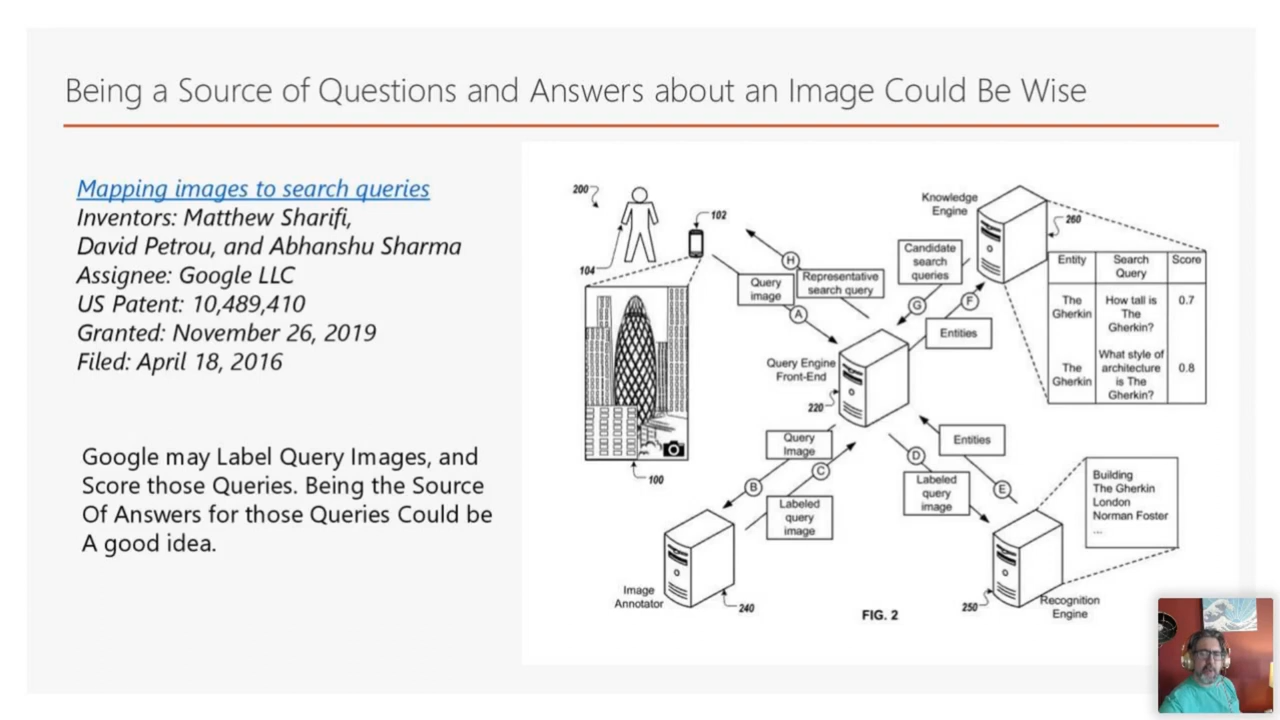 Being a Source of Questions and Answers about an Image Could Be Wise
Mapping images to search queries
Inventors: Matthew Sharifi,
David Petrou, and Abhanshu Sharma
Assignee: Google LLC
US Patent: 10,489,410
Granted: November 26, 2019
Filed: April 18, 2016
Google may Label Query Images, and
Score those Queries. Being the Source
Of Answers for those Queries Could be
A good idea.
200
102
104
100
Query
image
A
H
Representative
search query
Candidate
search
queries
G
F
Entities
Knowledge
Engine
260
Entity Search Query Score
The Gherkin How tall is The Gherkin? 0.7
The Gherkin What style of architecture is The Gherkin? 0.8
Query Engine
Front-End
220
Query
Image
B
C
Labeled
query
image
D
Labeled
query
image
Entities
E
Building
The Gherkin
London
Norman Foster
...
Image
Annotator
240
FIG. 2
250
Recognition
Engine